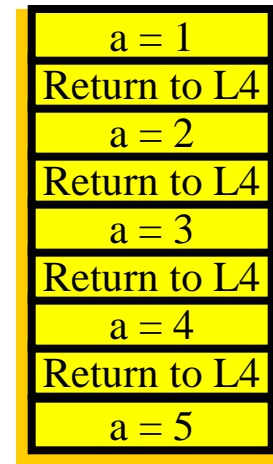 a = 1
Return to L4
a = 2
Return to L4
a = 3
Return to L4
a = 4
Return to L4
a = 5